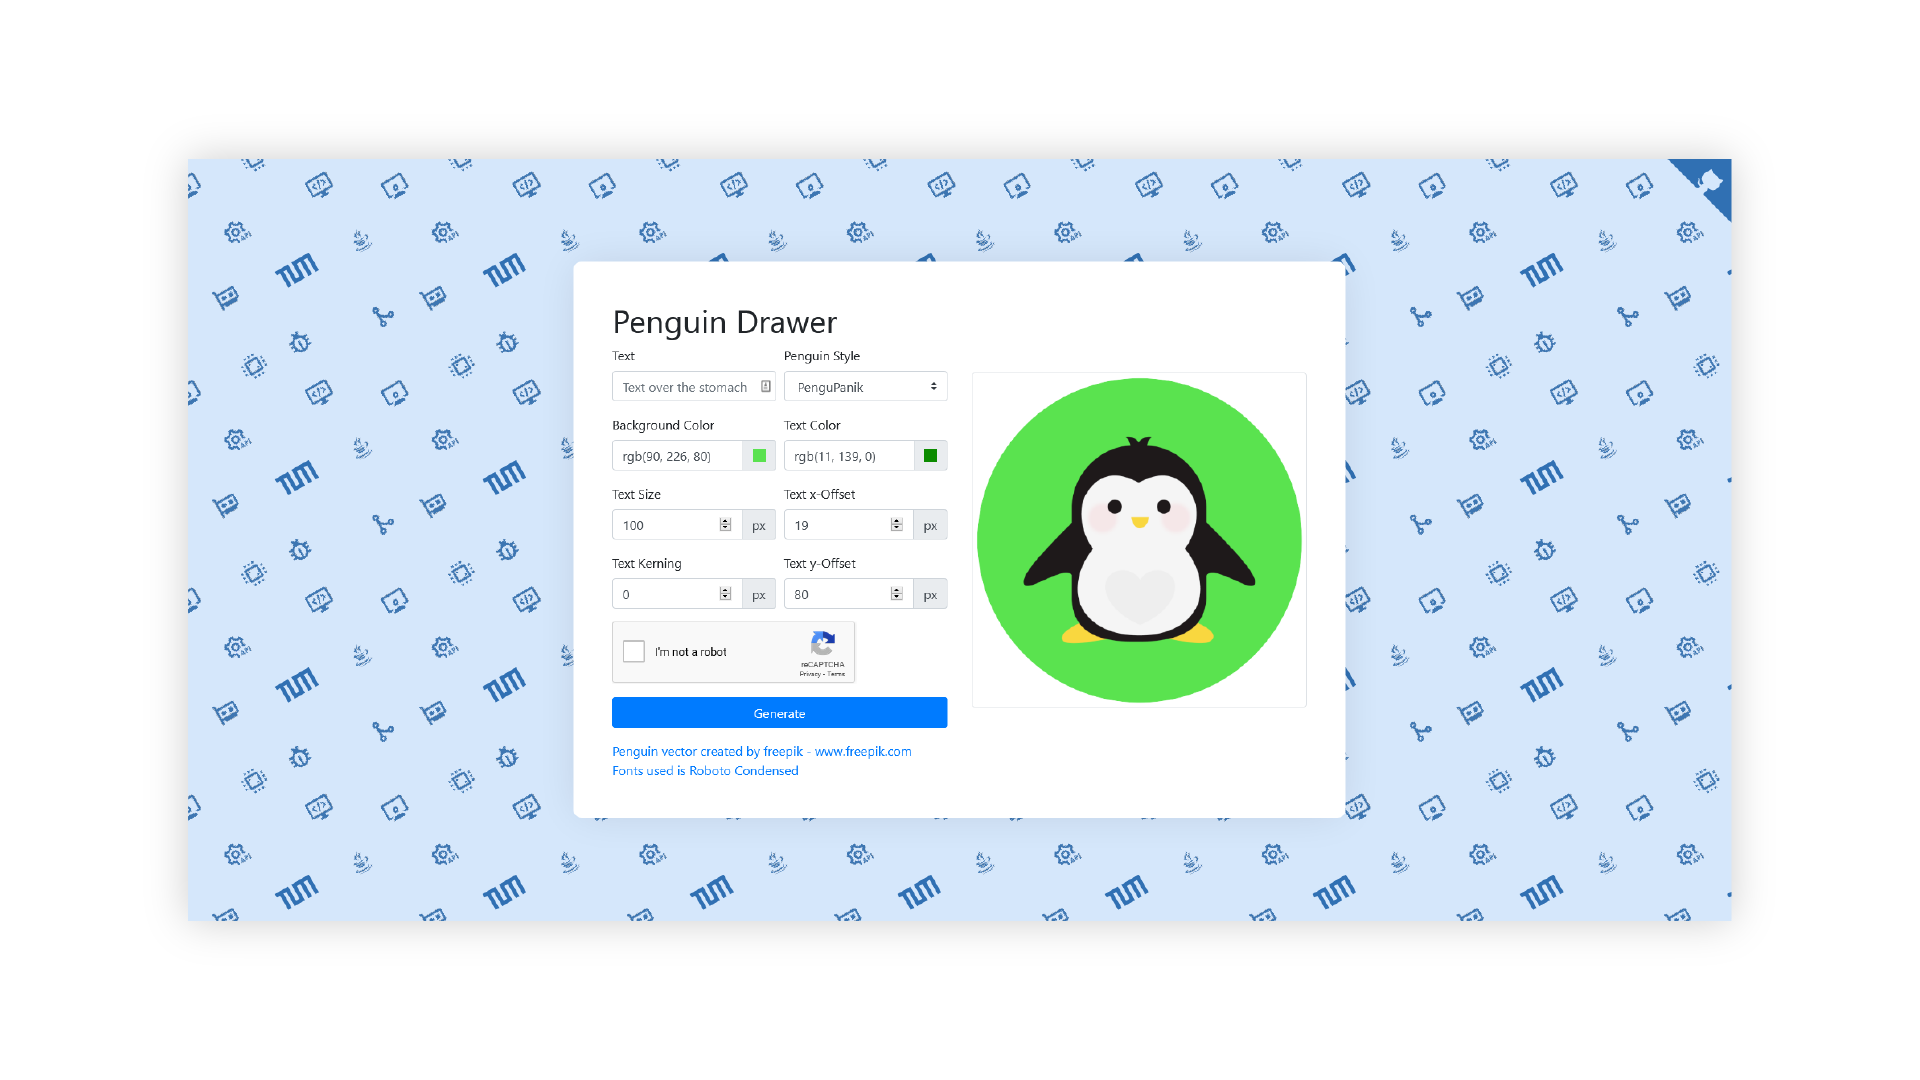 Penguin Drawer
Text
Penguin Style
Text over the stomach
PenguPanik
Background Color
Text Color
rgb(90, 226, 80)
rgb(11, 139, 0)
Text Size
Text x-Offset
100 px
19 px
Text Kerning
Text y-Offset
0 px
80 px
I'm not a robot
reCAPTCHA
Privacy - Terms
Generate
Penguin vector created by freepik - www.freepik.com
Fonts used is Roboto Condensed
TUM
API